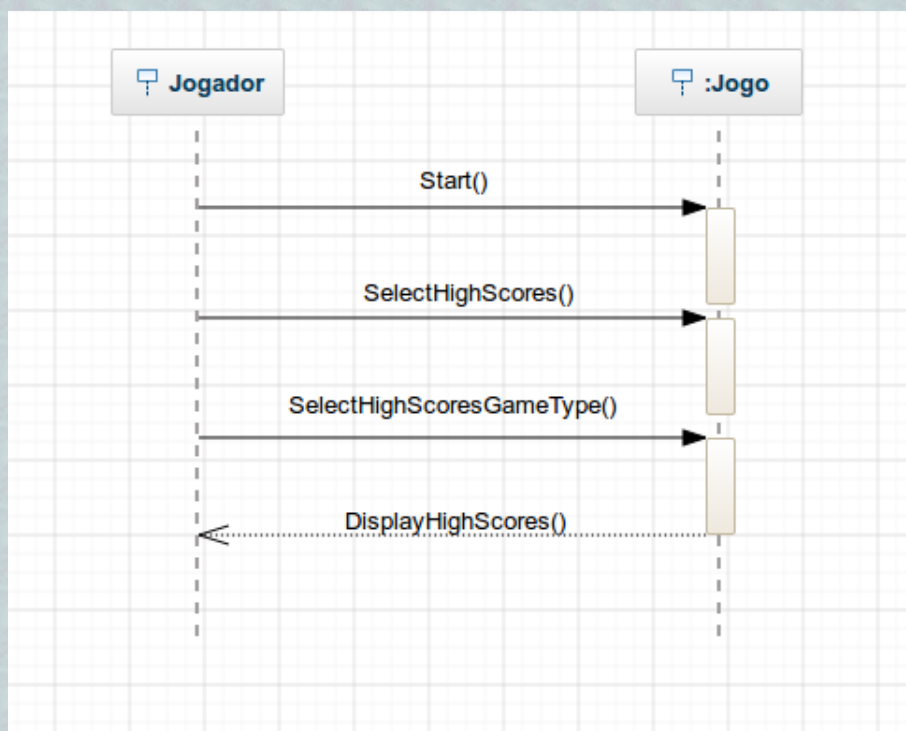 Jogador
:Jogo
Start()
SelectHighScores()
SelectHighScoresGameType()
DisplayHighScores()